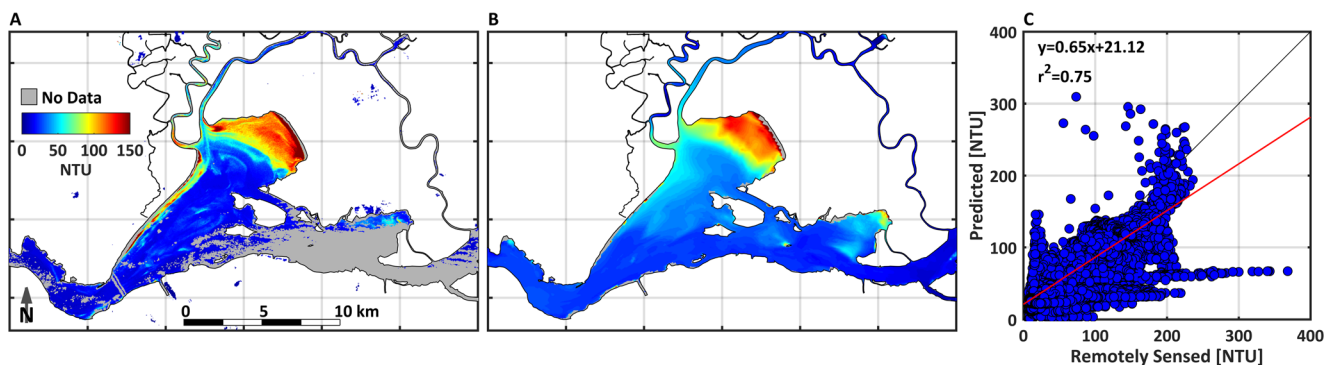 A
No Data
0 50 100 150
NTU
N
0 5 10 km
B
C
y=0.65x+21.12
r²=0.75
400
300
200
100
0
Predicted [NTU]
0 100 200 300 400
Remotely Sensed [NTU]